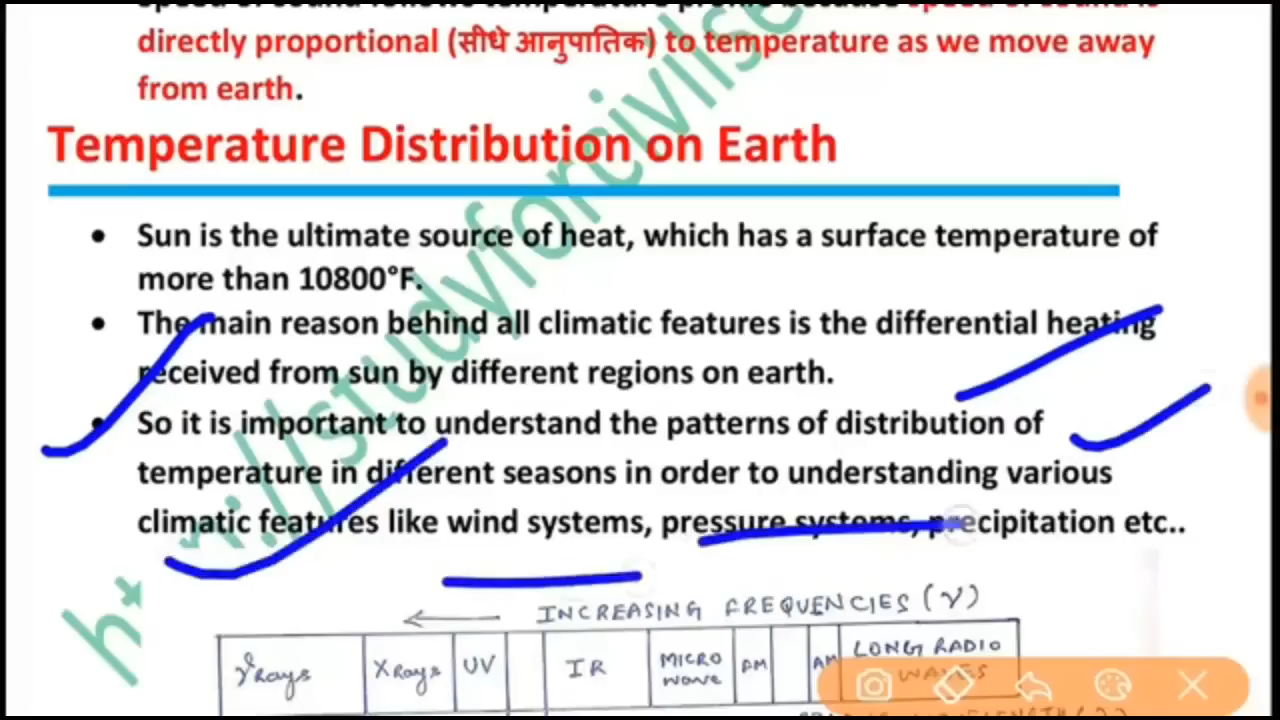 directly proportional (सीधे आनुपातिक) to temperature as we move away
from earth.
Temperature Distribution on Earth
• Sun is the ultimate source of heat, which has a surface temperature of
more than 10800°F.
• The main reason behind all climatic features is the differential heating
received from sun by different regions on earth.
• So it is important to understand the patterns of distribution of
temperature in different seasons in order to understanding various
climatic features like wind systems, pressure systems, precipitation etc..
INCREASING FREQUENCIES (ν)
γ rays X rays UV IR MICRO WAVE AM AM LONG RADIO WAVES